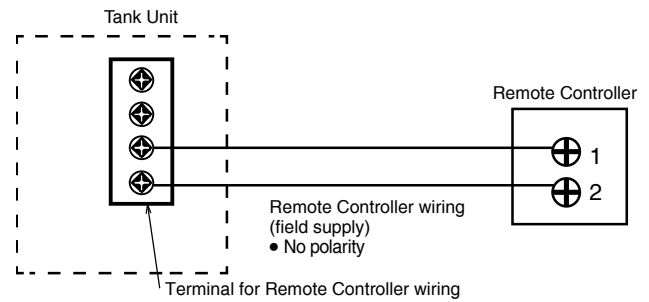 Tank Unit
Remote Controller
1
2
Remote Controller wiring
(field supply)
● No polarity
Terminal for Remote Controller wiring